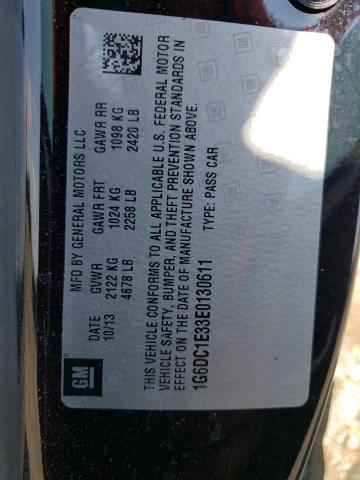 GM
MFD BY GENERAL MOTORS LLC
DATE GVWR GAWR FRT GAWR RR
10/13 2122 KG 1024 KG 1098 KG
4678 LB 2258 LB 2420 LB
THIS VEHICLE CONFORMS TO ALL APPLICABLE U.S. FEDERAL MOTOR
VEHICLE SAFETY, BUMPER, AND THEFT PREVENTION STANDARDS IN
EFFECT ON THE DATE OF MANUFACTURE SHOWN ABOVE.
1G6DC1E33E0130611 TYPE: PASS CAR